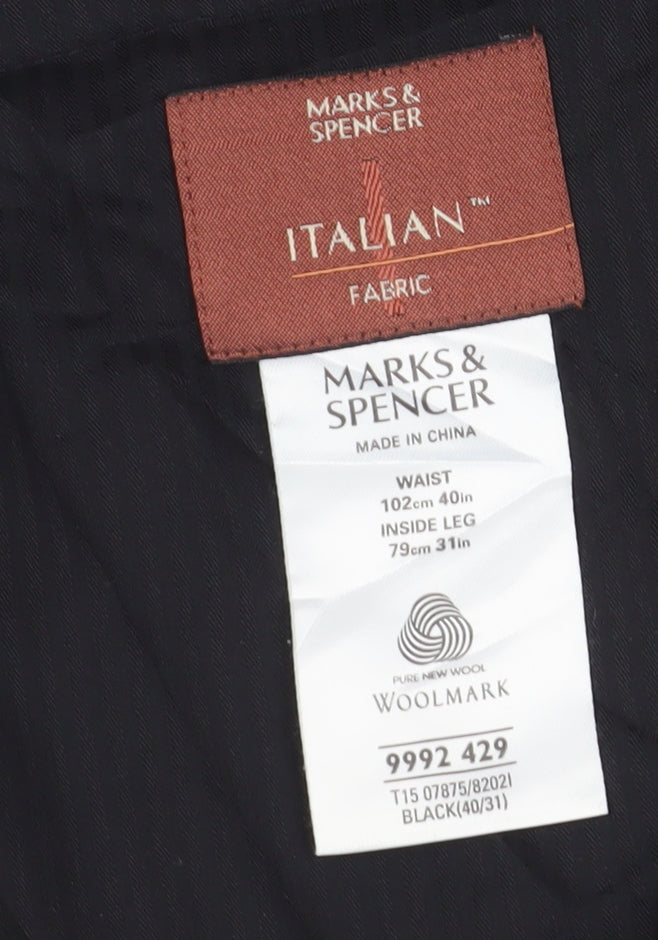 MARKS &
SPENCER
ITALIAN™
FABRIC
MARKS &
SPENCER
MADE IN CHINA
WAIST
102cm 40in
INSIDE LEG
79cm 31in
PURE NEW WOOL
WOOLMARK
9992 429
T15 07875/8202I
BLACK(40/31)